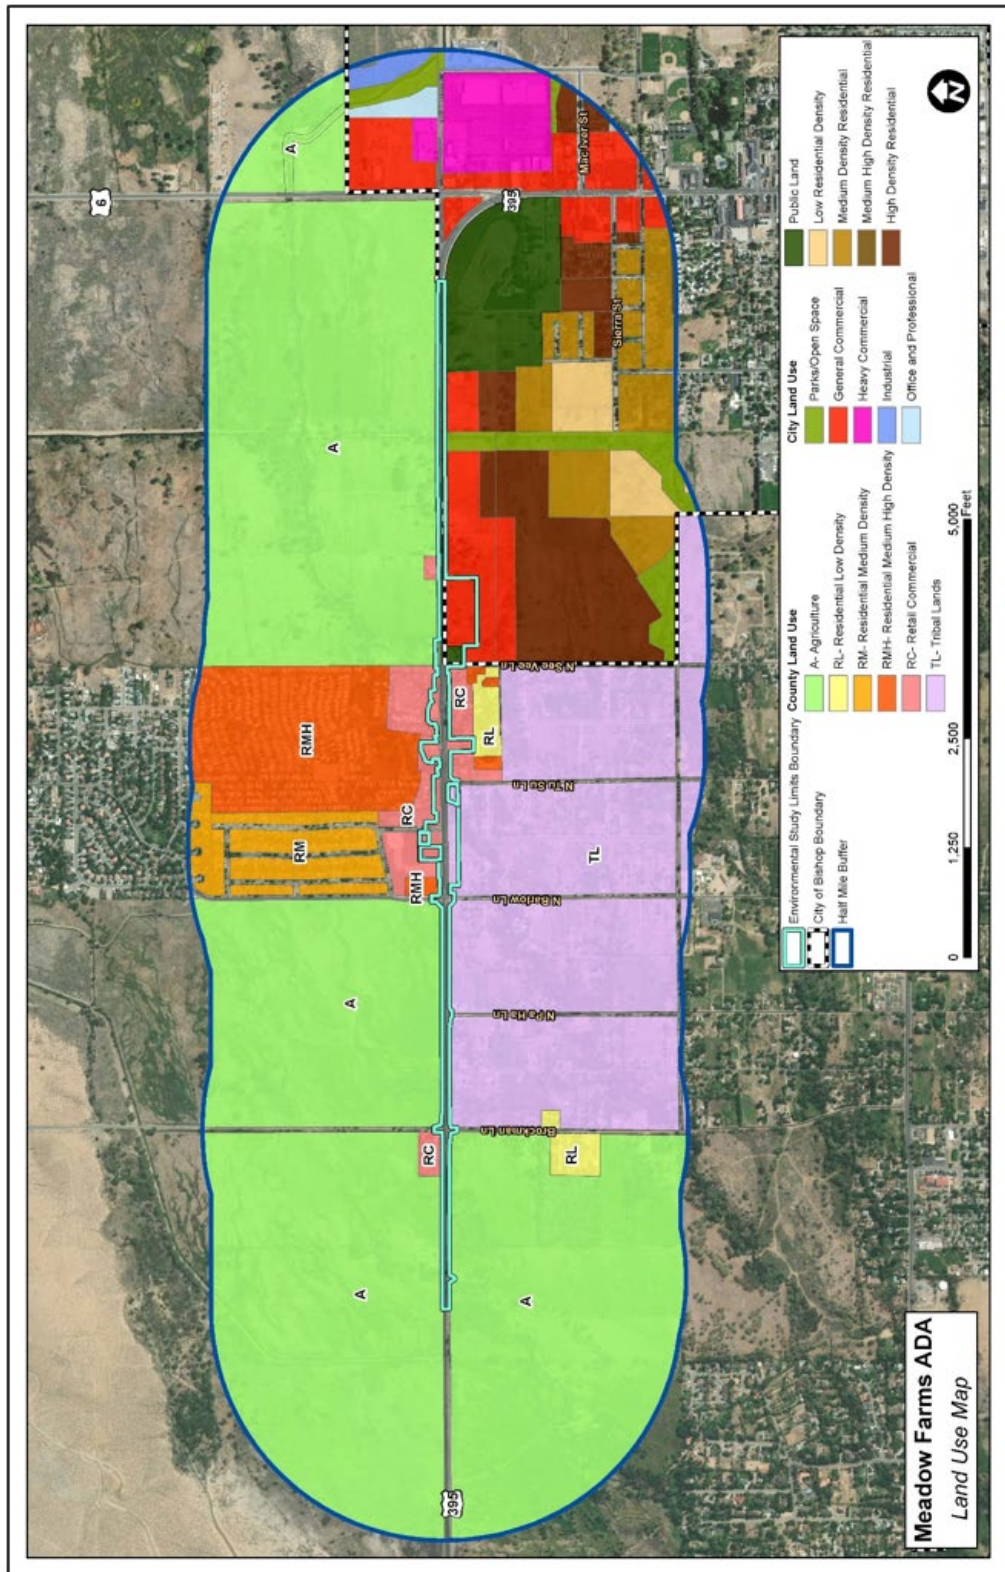 Meadow Farms ADA
Land Use Map
6
395
395
A
A
A
A
A
RMH
RM
RC
RMH
RC
RC
RL
RL
TL
Mac Iver St
Sierra St
N See Vee Ln
N Tu Su Ln
N Barlow Ln
N Pa Ha Ln
Brockman Ln
Environmental Study Limits Boundary
City of Bishop Boundary
Half Mile Buffer
County Land Use
A- Agriculture
RL- Residential Low Density
RM- Residential Medium Density
RMH- Residential Medium High Density
RC- Retail Commercial
TL- Tribal Lands
City Land Use
Parks/Open Space
General Commercial
Heavy Commercial
Industrial
Office and Professional
Public Land
Low Residential Density
Medium Density Residential
Medium High Density Residential
High Density Residential
0 1,250 2,500 5,000
Feet
N